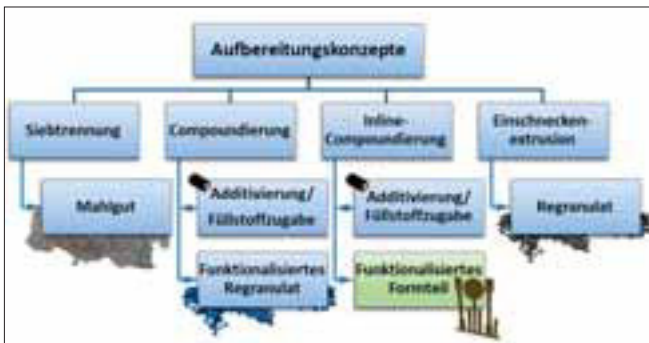 Aufbereitungskonzepte
Siebtrennung
Compoundierung
Inline-
Compoundierung
Einschnecken-
extrusion
Mahlgut
Additivierung/
Füllstoffzugabe
Additivierung/
Füllstoffzugabe
Regranulat
Funktionalisiertes
Regranulat
Funktionalisiertes
Formteil